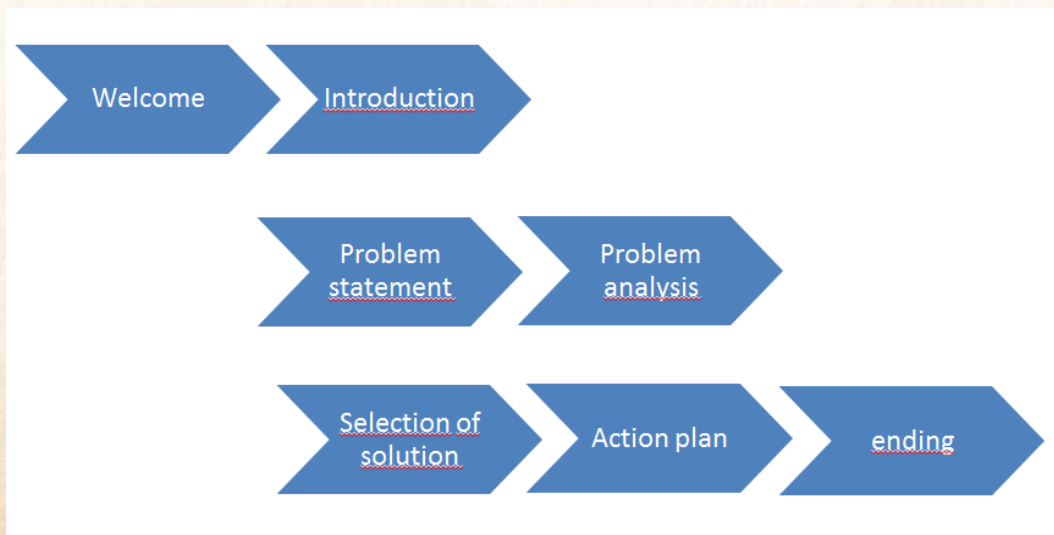 Welcome
Introduction
Problem
statement
Problem
analysis
Selection of
solution
Action plan
ending